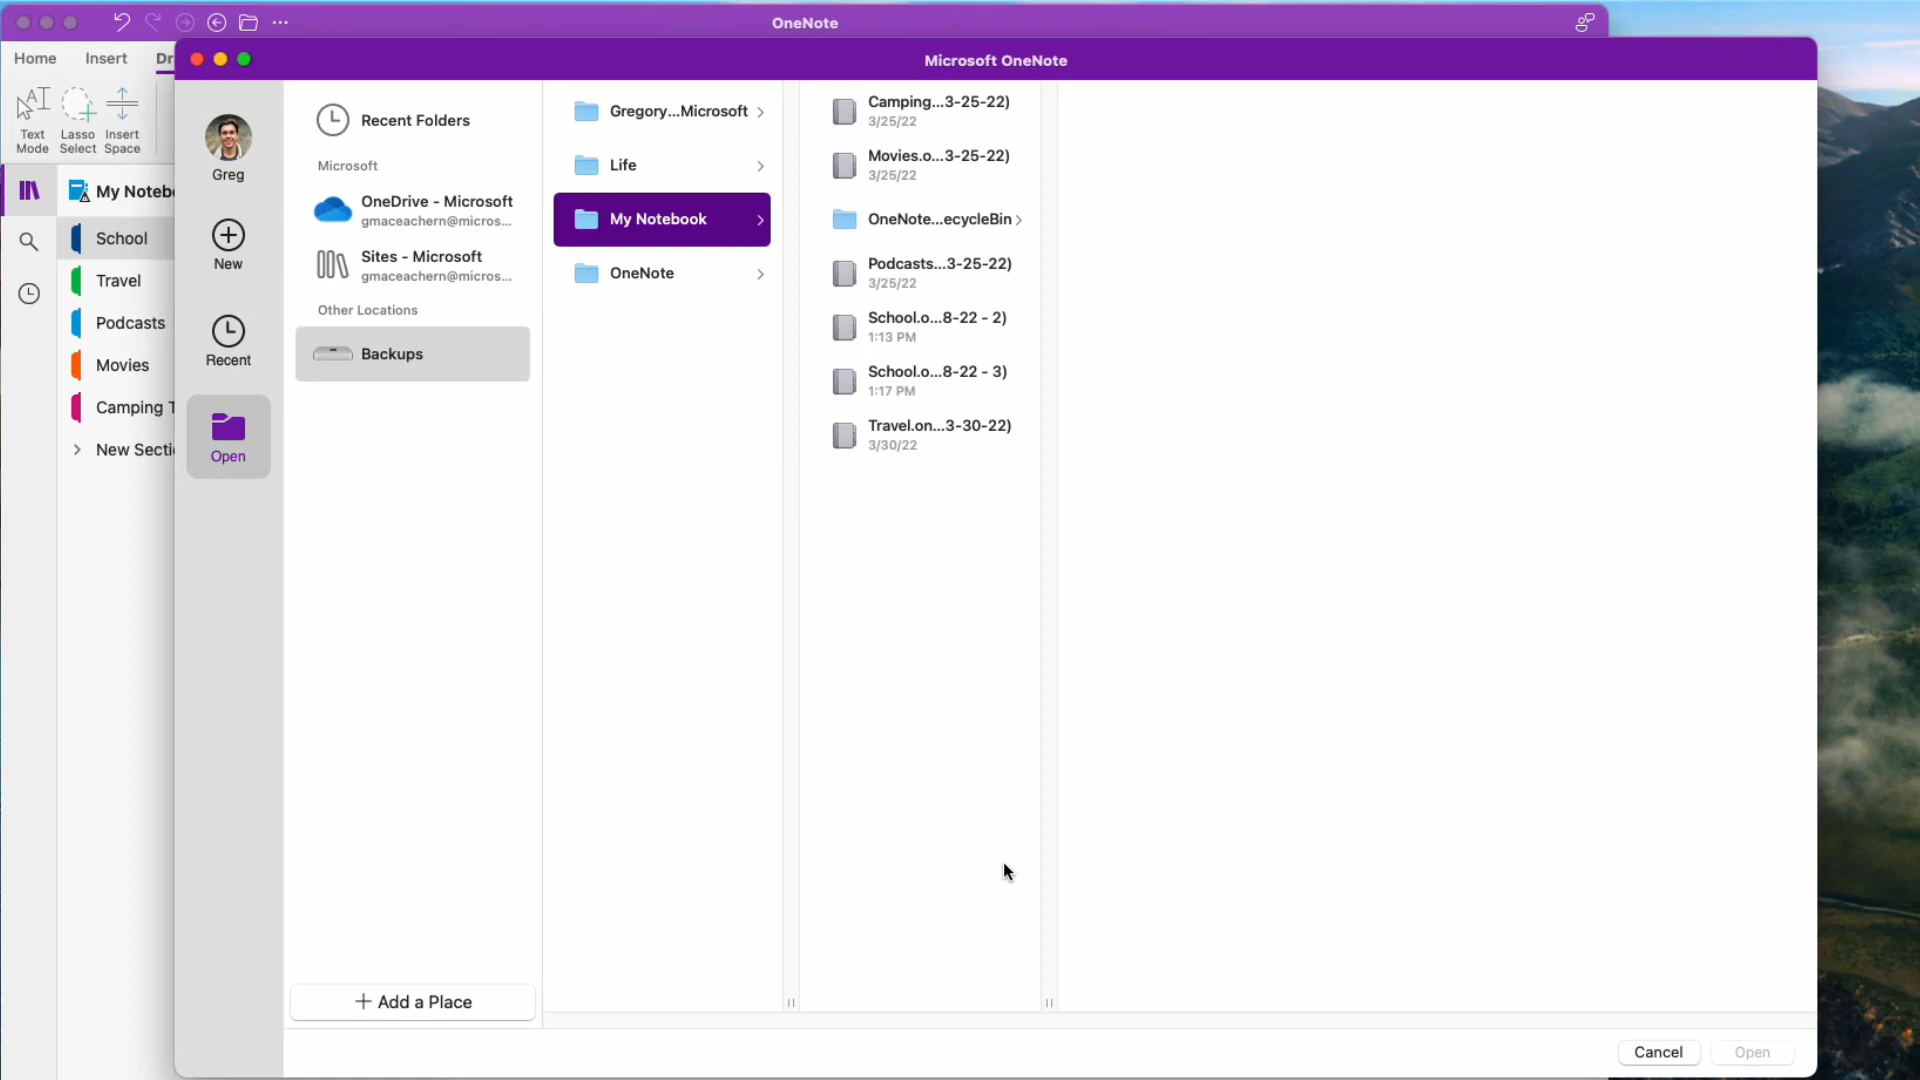 OneNote
Home
Insert
Dr
Text
Mode
Lasso
Select
Insert
Space
My Noteb
School
Travel
Podcasts
Movies
Camping T
New Secti
Microsoft OneNote
Greg
New
Recent
Open
Recent Folders
Microsoft
OneDrive - Microsoft
gmaceachern@micros...
Sites - Microsoft
gmaceachern@micros...
Other Locations
Backups
+ Add a Place
Gregory...Microsoft
Life
My Notebook
OneNote
Camping...3-25-22)
3/25/22
Movies.o...3-25-22)
3/25/22
OneNote...ecycleBin
Podcasts...3-25-22)
3/25/22
School.o...8-22 - 2)
1:13 PM
School.o...8-22 - 3)
1:17 PM
Travel.on...3-30-22)
3/30/22
Cancel
Open